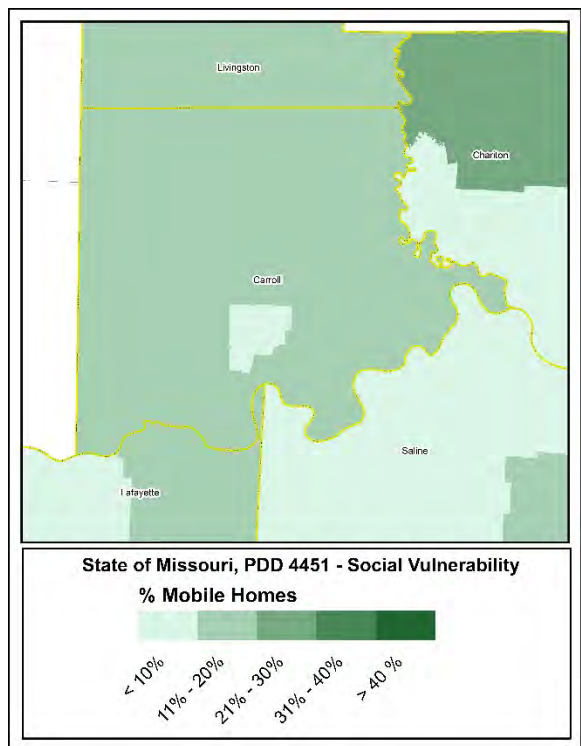 Livingston
Chariton
Carroll
Saline
Lafayette
State of Missouri, PDD 4451 - Social Vulnerability
% Mobile Homes
< 10%
11% - 20%
21% - 30%
31% - 40%
> 40 %